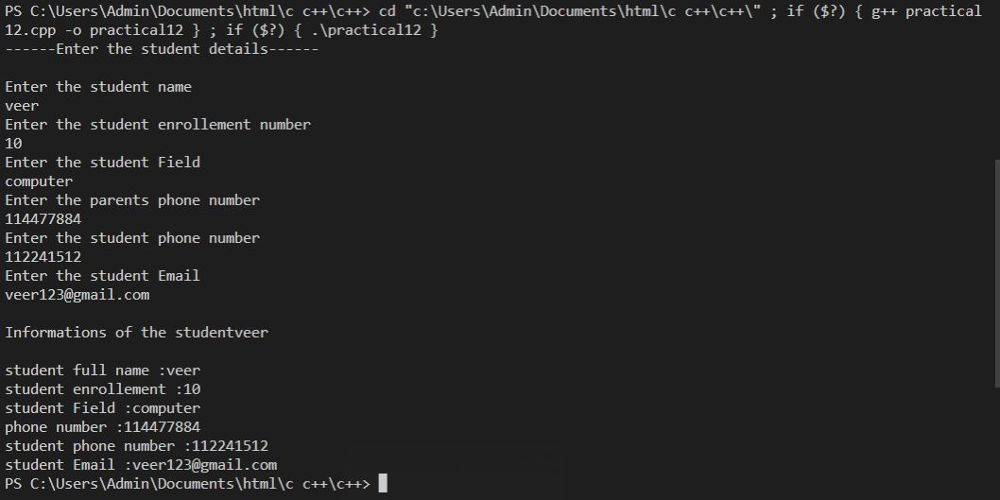 PS C:\Users\Admin\Documents\html\c c++\c++> cd "c:\Users\Admin\Documents\html\c c++\c++\" ; if ($?) { g++ practical
12.cpp -o practical12 } ; if ($?) { .\practical12 }
------Enter the student details------
Enter the student name
veer
Enter the student enrollement number
10
Enter the student Field
computer
Enter the parents phone number
114477884
Enter the student phone number
112241512
Enter the student Email
veer123@gmail.com
Informations of the studentveer
student full name :veer
student enrollement :10
student Field :computer
phone number :114477884
student phone number :112241512
student Email :veer123@gmail.com
PS C:\Users\Admin\Documents\html\c c++\c++>